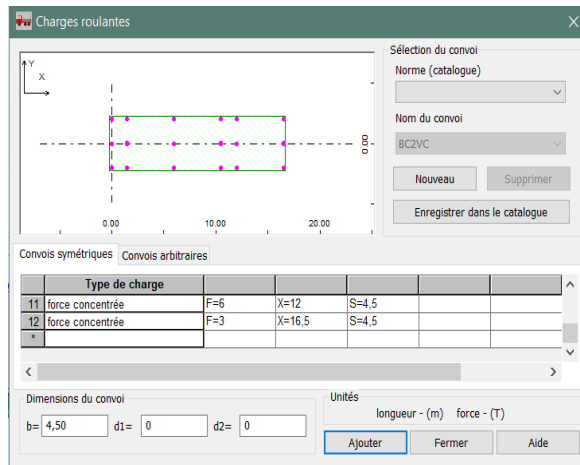 Charges roulantes
Y
X
0.00
0.00 10.00 20.00
Sélection du convoi
Norme (catalogue)
Nom du convoi
BC2VC
Nouveau Supprimer
Enregistrer dans le catalogue
Convois symétriques Convois arbitraires
Type de charge
11 force concentrée F=6 X=12 S=4,5
12 force concentrée F=3 X=16,5 S=4,5
*
Dimensions du convoi
b= 4,50 d1= 0 d2= 0
Unités
longueur - (m) force - (T)
Ajouter Fermer Aide